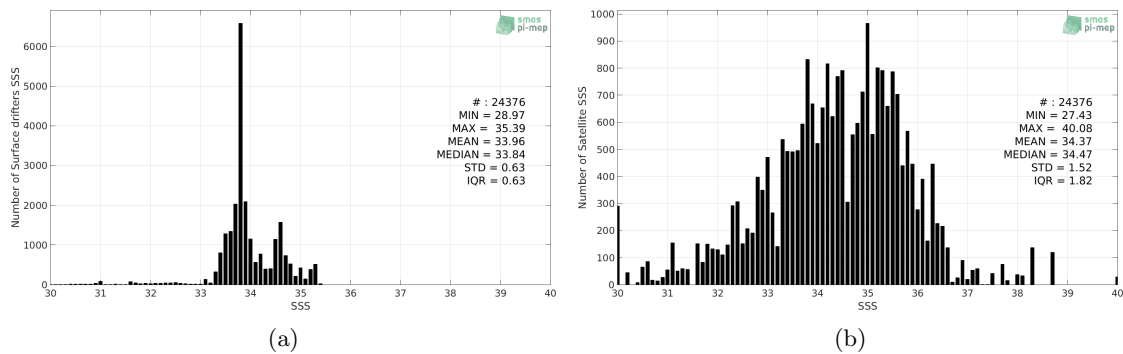 smos
pi-mep
Number of Surface drifters SSS
6000
5000
4000
3000
2000
1000
0
# : 24376
MIN = 28.97
MAX = 35.39
MEAN = 33.96
MEDIAN = 33.84
STD = 0.63
IQR = 0.63
30 31 32 33 34 35 36 37 38 39 40
SSS
(a)
smos
pi-mep
Number of Satellite SSS
1000
900
800
700
600
500
400
300
200
100
0
# : 24376
MIN = 27.43
MAX = 40.08
MEAN = 34.37
MEDIAN = 34.47
STD = 1.52
IQR = 1.82
30 31 32 33 34 35 36 37 38 39 40
SSS
(b)